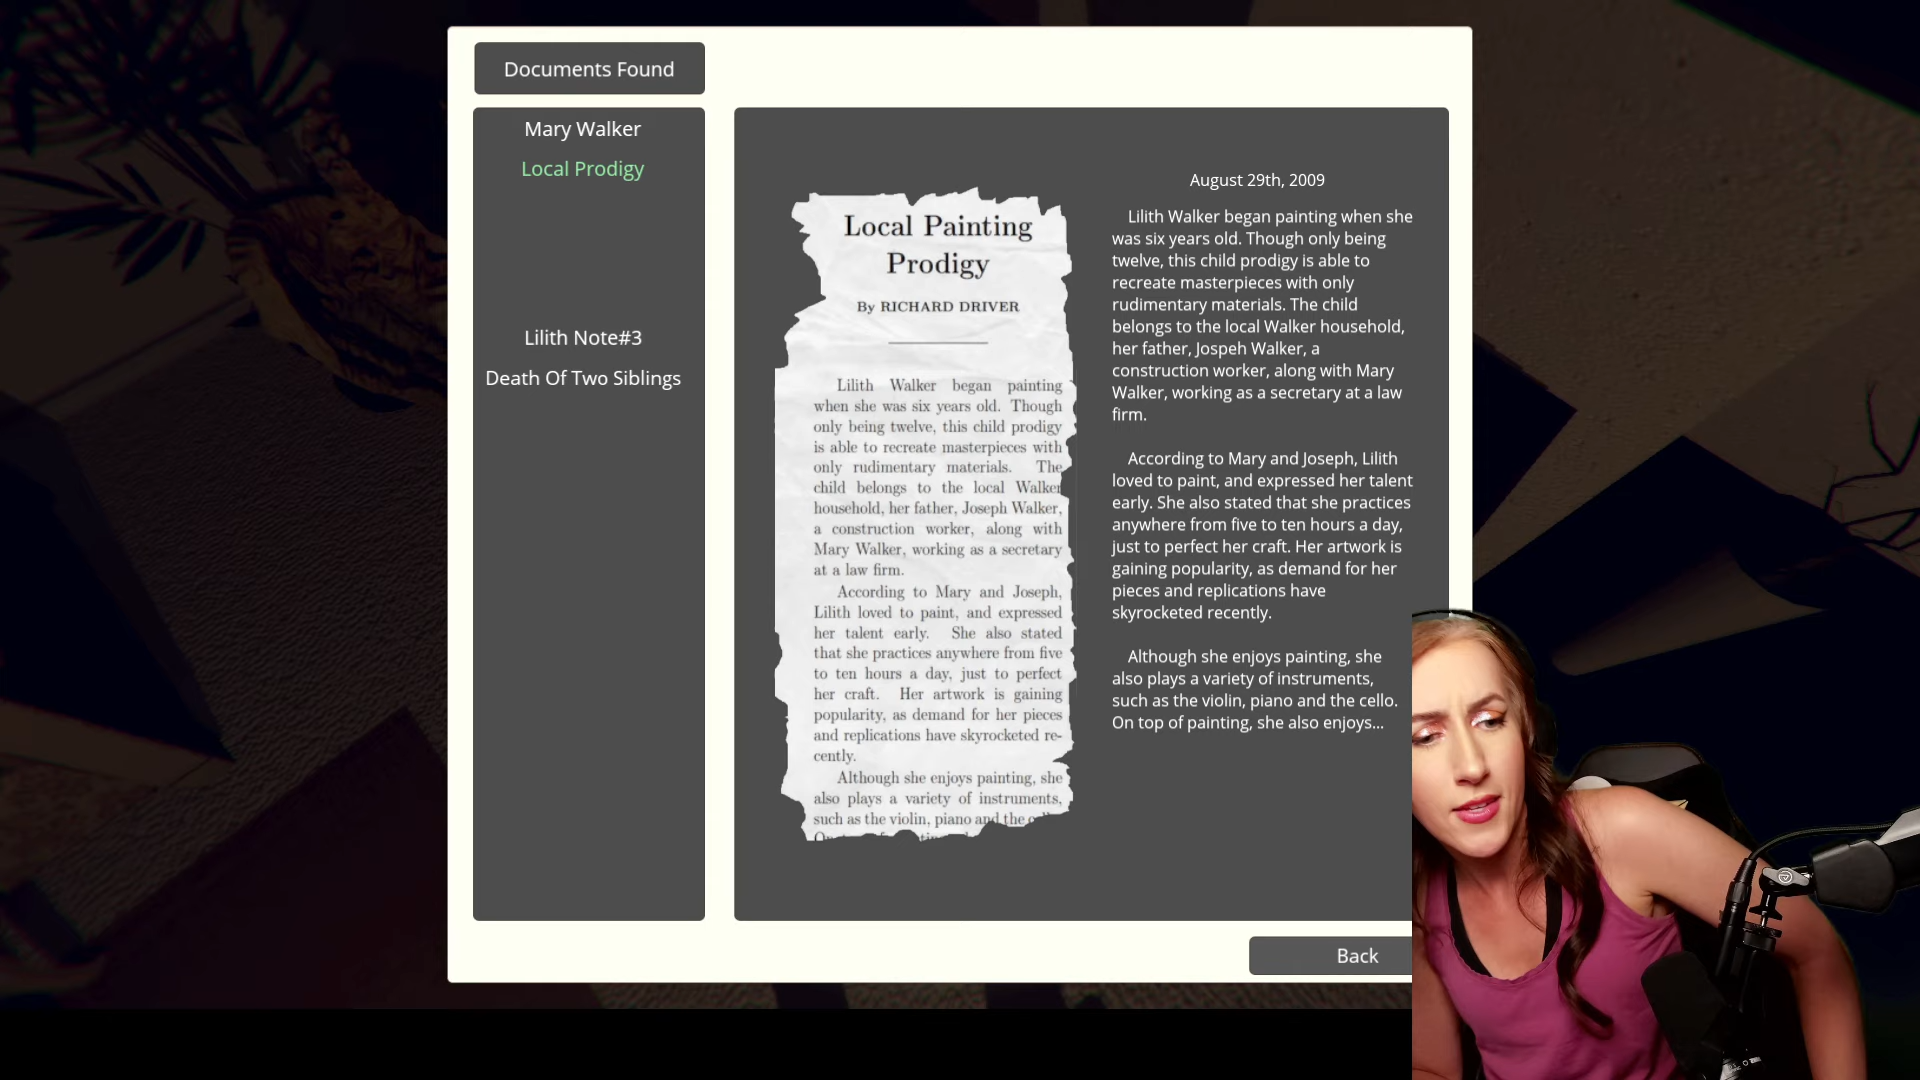 Documents Found
Mary Walker
Local Prodigy
Lilith Note#3
Death Of Two Siblings
Local Painting
Prodigy
By RICHARD DRIVER
Lilith Walker began painting
when she was six years old. Though
only being twelve, this child prodigy
is able to recreate masterpieces with
only rudimentary materials. The
child belongs to the local Walker
household, her father, Joseph Walker,
a construction worker, along with
Mary Walker, working as a secretary
at a law firm.
According to Mary and Joseph,
Lilith loved to paint, and expressed
her talent early. She also stated
that she practices anywhere from five
to ten hours a day, just to perfect
her craft. Her artwork is gaining
popularity, as demand for her pieces
and replications have skyrocketed re-
cently.
Although she enjoys painting, she
also plays a variety of instruments,
such as the violin, piano and the
August 29th, 2009
Lilith Walker began painting when she
was six years old. Though only being
twelve, this child prodigy is able to
recreate masterpieces with only
rudimentary materials. The child
belongs to the local Walker household,
her father, Jospeh Walker, a
construction worker, along with Mary
Walker, working as a secretary at a law
firm.
According to Mary and Joseph, Lilith
loved to paint, and expressed her talent
early. She also stated that she practices
anywhere from five to ten hours a day,
just to perfect her craft. Her artwork is
gaining popularity, as demand for her
pieces and replications have
skyrocketed recently.
Although she enjoys painting, she
also plays a variety of instruments,
such as the violin, piano and the cello.
On top of painting, she also enjoys...
Back